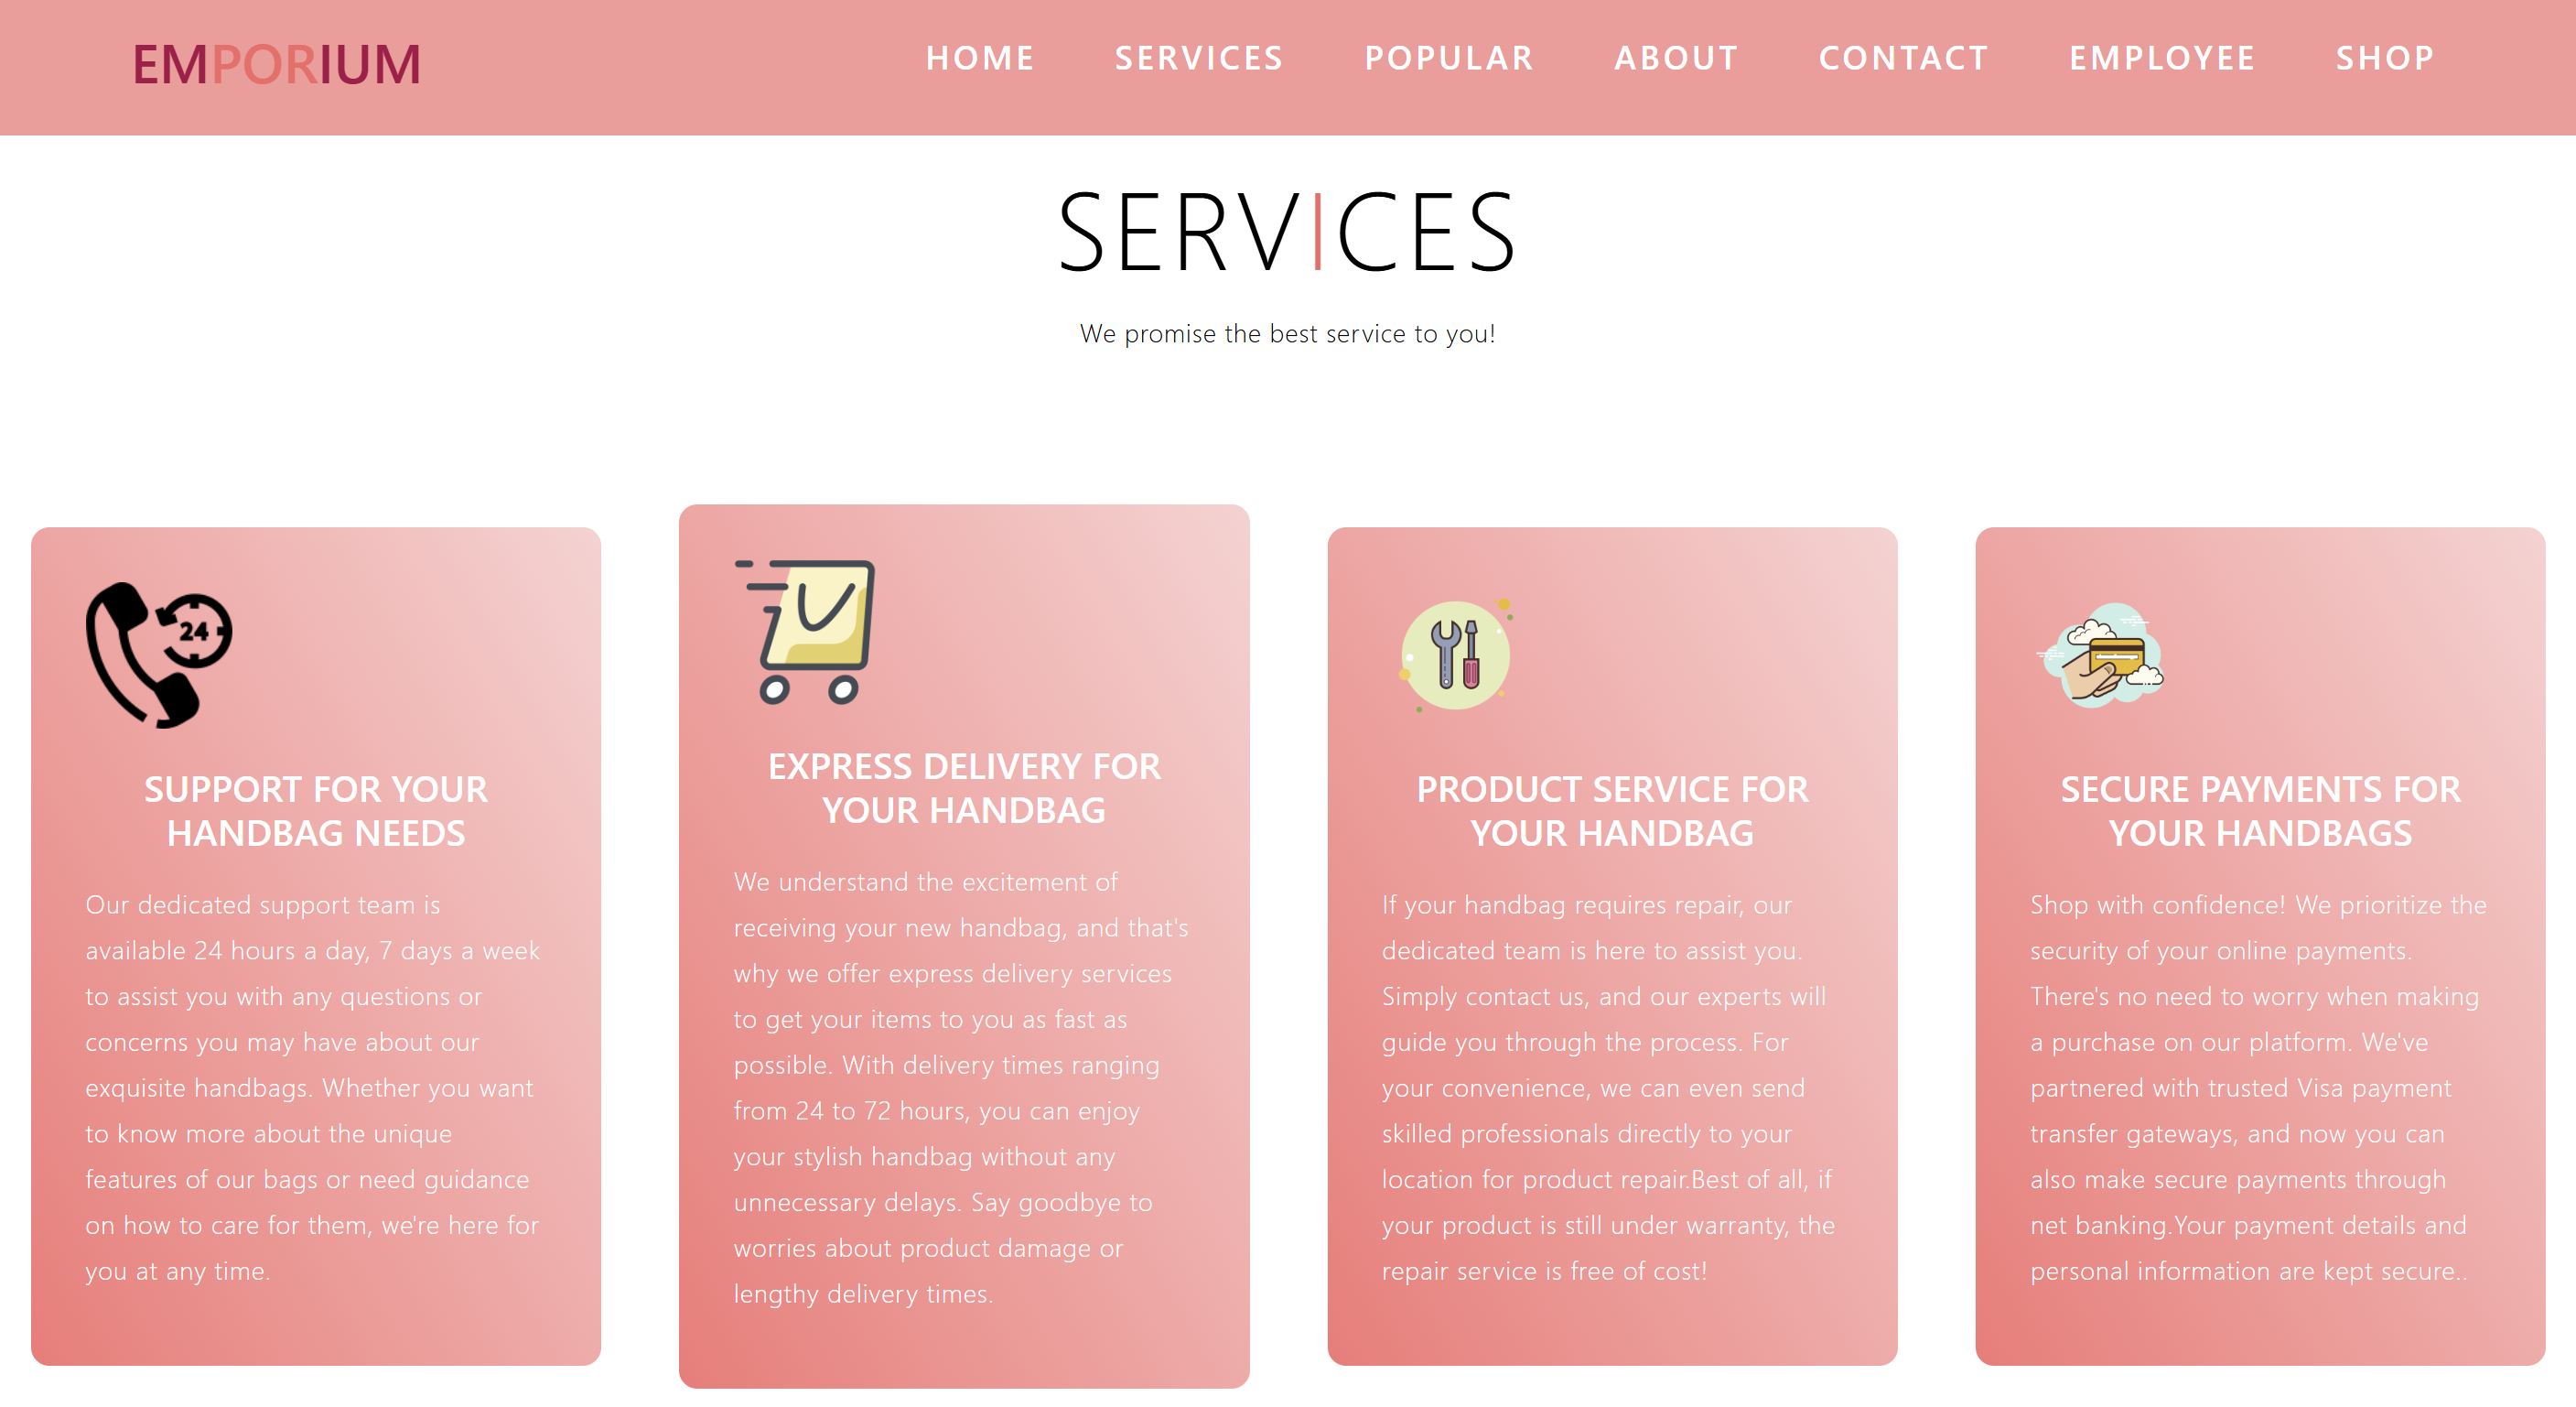 EMPORIUM
HOME SERVICES POPULAR ABOUT CONTACT EMPLOYEE SHOP
SERVICES
We promise the best service to you!
24
SUPPORT FOR YOUR
HANDBAG NEEDS
Our dedicated support team is
available 24 hours a day, 7 days a week
to assist you with any questions or
concerns you may have about our
exquisite handbags. Whether you want
to know more about the unique
features of our bags or need guidance
on how to care for them, we're here for
you at any time.
EXPRESS DELIVERY FOR
YOUR HANDBAG
We understand the excitement of
receiving your new handbag, and that's
why we offer express delivery services
to get your items to you as fast as
possible. With delivery times ranging
from 24 to 72 hours, you can enjoy
your stylish handbag without any
unnecessary delays. Say goodbye to
worries about product damage or
lengthy delivery times.
PRODUCT SERVICE FOR
YOUR HANDBAG
If your handbag requires repair, our
dedicated team is here to assist you.
Simply contact us, and our experts will
guide you through the process. For
your convenience, we can even send
skilled professionals directly to your
location for product repair.Best of all, if
your product is still under warranty, the
repair service is free of cost!
SECURE PAYMENTS FOR
YOUR HANDBAGS
Shop with confidence! We prioritize the
security of your online payments.
There's no need to worry when making
a purchase on our platform. We've
partnered with trusted Visa payment
transfer gateways, and now you can
also make secure payments through
net banking.Your payment details and
personal information are kept secure..